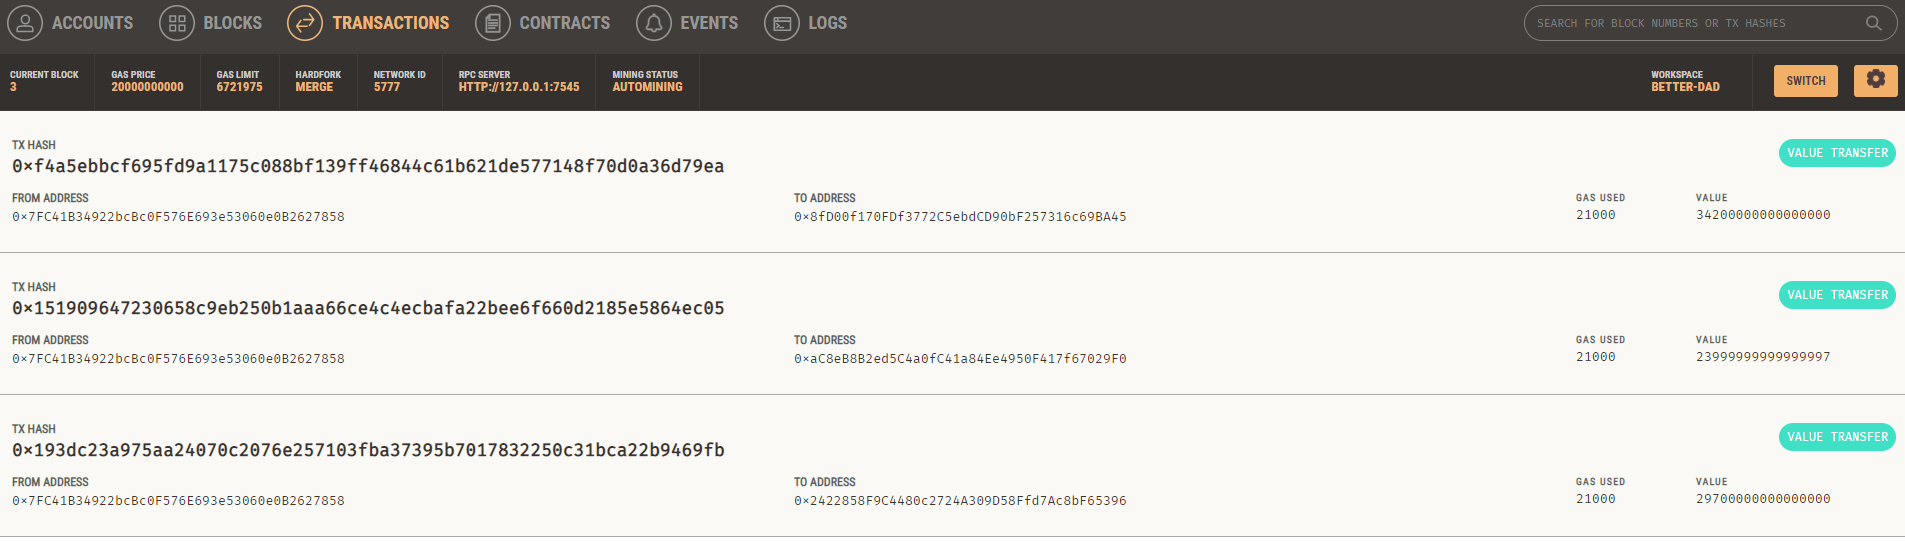 ACCOUNTS BLOCKS TRANSACTIONS CONTRACTS EVENTS LOGS SEARCH FOR BLOCK NUMBERS OR TX HASHES
CURRENT BLOCK GAS PRICE GAS LIMIT HARDFORK NETWORK ID RPC SERVER MINING STATUS WORKSPACE
3 20000000000 6721975 MERGE 5777 HTTP://127.0.0.1:7545 AUTOMINING BETTER-DAD SWITCH
TX HASH
0×f4a5ebbcf695fd9a1175c088bf139ff46844c61b621de577148f70d0a36d79ea VALUE TRANSFER
FROM ADDRESS TO ADDRESS GAS USED VALUE
0×7FC41B34922bcBc0F576E693e53060e0B2627858 0×8fD00f170FDf3772C5ebdCD90bF257316c69BA45 21000 34200000000000000
TX HASH
0×151909647230658c9eb250b1aaa66ce4c4ecbafa22bee6f660d2185e5864ec05 VALUE TRANSFER
FROM ADDRESS TO ADDRESS GAS USED VALUE
0×7FC41B34922bcBc0F576E693e53060e0B2627858 0×aC8eB8B2ed5C4a0fC41a84Ee4950F417f67029F0 21000 23999999999999997
TX HASH
0×193dc23a975aa24070c2076e257103fba37395b7017832250c31bca22b9469fb VALUE TRANSFER
FROM ADDRESS TO ADDRESS GAS USED VALUE
0×7FC41B34922bcBc0F576E693e53060e0B2627858 0×2422858F9C4480c2724A309D58Ffd7Ac8bF65396 21000 29700000000000000